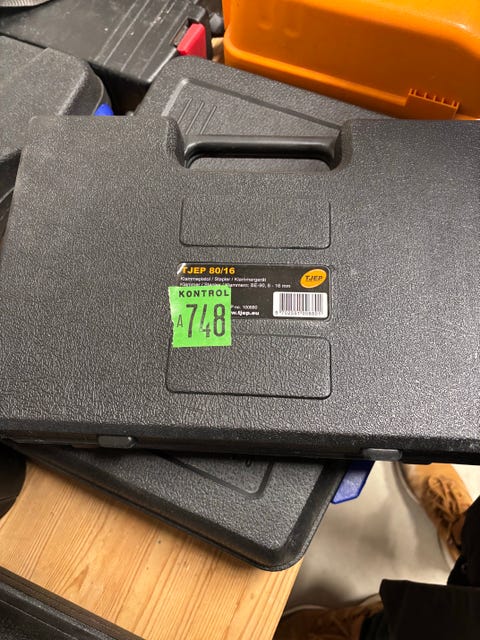 TJEP 80/16
TJEP
Klammepistol / Stapler / Klammergerät
Klammer / Staples / Klammern: SE-80, 6 - 16 mm
KONTROL
A 748
100880
w.tjep.eu